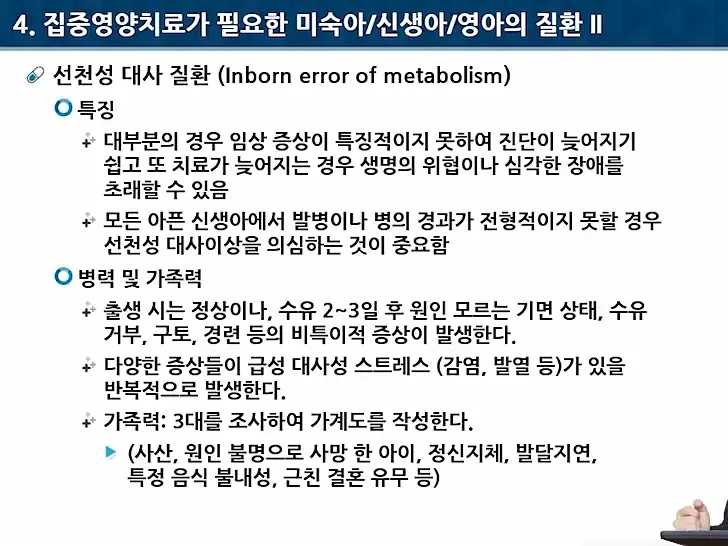 4. 집중영양치료가 필요한 미숙아/신생아/영아의 질환 II
선천성 대사 질환 (Inborn error of metabolism)
특징
대부분의 경우 임상 증상이 특징적이지 못하여 진단이 늦어지기
쉽고 또 치료가 늦어지는 경우 생명의 위협이나 심각한 장애를
초래할 수 있음
모든 아픈 신생아에서 발병이나 병의 경과가 전형적이지 못할 경우
선천성 대사이상을 의심하는 것이 중요함
병력 및 가족력
출생 시는 정상이나, 수유 2~3일 후 원인 모르는 기면 상태, 수유
거부, 구토, 경련 등의 비특이적 증상이 발생한다.
다양한 증상들이 급성 대사성 스트레스 (감염, 발열 등)가 있을
반복적으로 발생한다.
가족력: 3대를 조사하여 가계도를 작성한다.
(사산, 원인 불명으로 사망 한 아이, 정신지체, 발달지연,
특정 음식 불내성, 근친 결혼 유무 등)